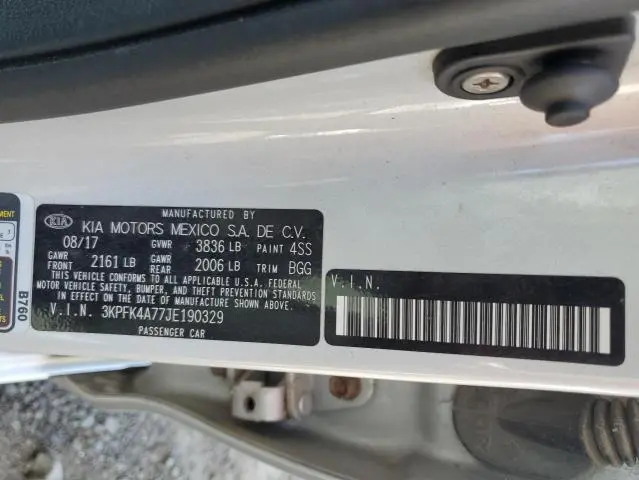 MANUFACTURED BY
KIA KIA MOTORS MEXICO S.A. DE C.V.
08/17 GVWR 3836 LB PAINT 4SS
GAWR FRONT 2161 LB GAWR REAR 2006 LB TRIM BGG
THIS VEHICLE CONFORMS TO ALL APPLICABLE U.S.A. FEDERAL
MOTOR VEHICLE SAFETY, BUMPER, AND THEFT PREVENTION STANDARDS
IN EFFECT ON THE DATE OF MANUFACTURE SHOWN ABOVE.
V.I.N. 3KPFK4A77JE190329
PASSENGER CAR
V.I.N.
B760